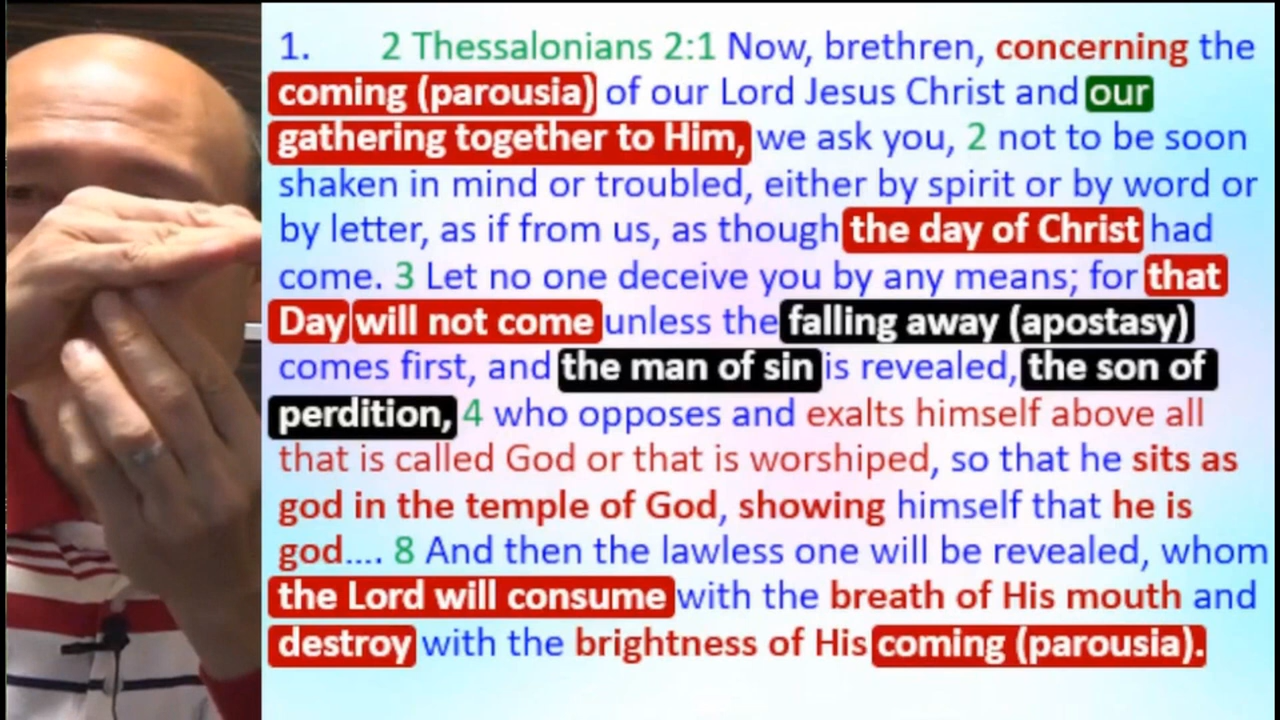 1. 2 Thessalonians 2:1 Now, brethren, concerning the
coming (parousia) of our Lord Jesus Christ and our
gathering together to Him, we ask you, 2 not to be soon
shaken in mind or troubled, either by spirit or by word or
by letter, as if from us, as though the day of Christ had
come. 3 Let no one deceive you by any means; for that
Day will not come unless the falling away (apostasy)
comes first, and the man of sin is revealed, the son of
perdition, 4 who opposes and exalts himself above all
that is called God or that is worshiped, so that he sits as
god in the temple of God, showing himself that he is
god.... 8 And then the lawless one will be revealed, whom
the Lord will consume with the breath of His mouth and
destroy with the brightness of His coming (parousia).